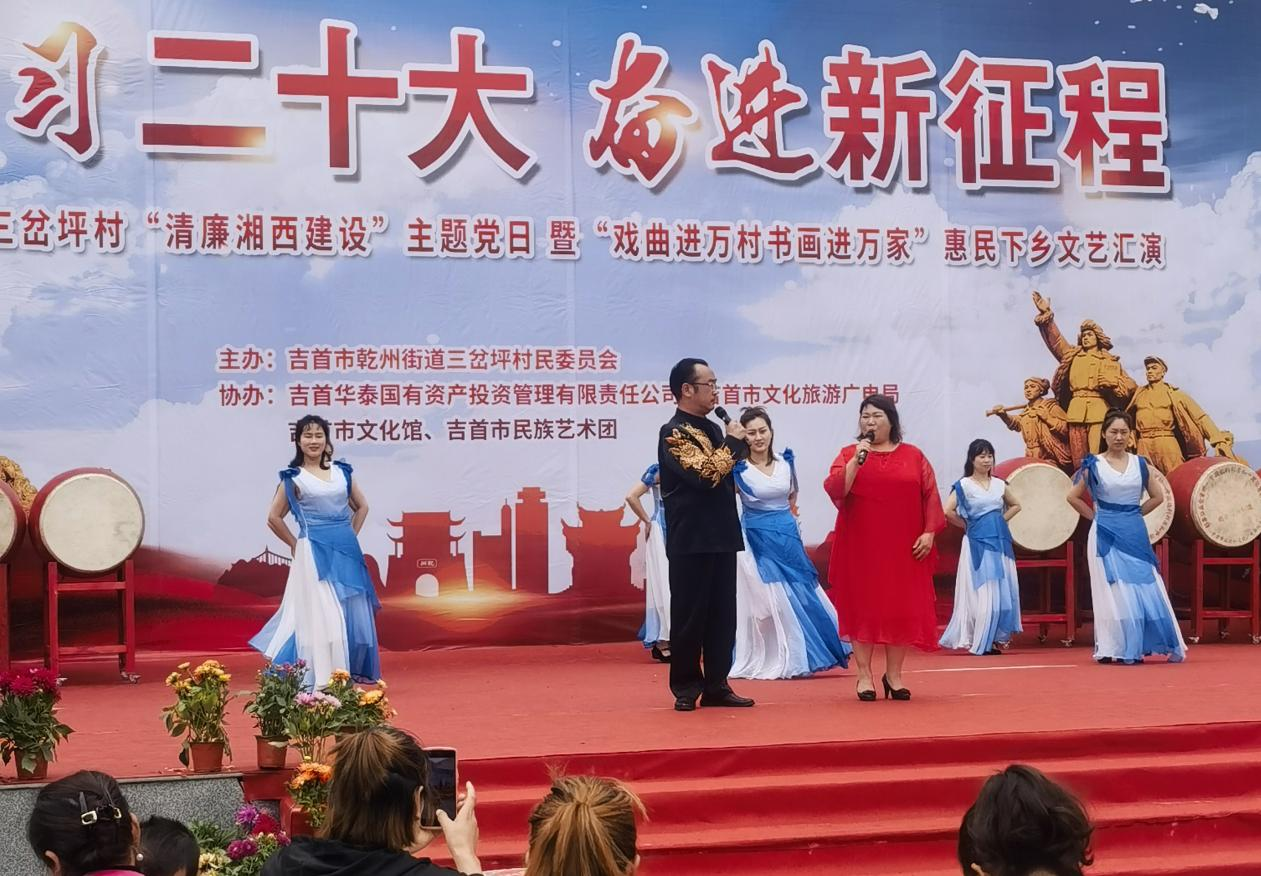 习二十大 奋进新征程
三岔坪村“清廉湘西建设”主题党日 暨“戏曲进万村书画进万家”惠民下乡文艺汇演
主办：吉首市乾州街道三岔坪村民委员会
协办：吉首华泰国有资产投资管理有限责任公司 吉首市文化旅游广电局
吉首市文化馆、吉首市民族艺术团